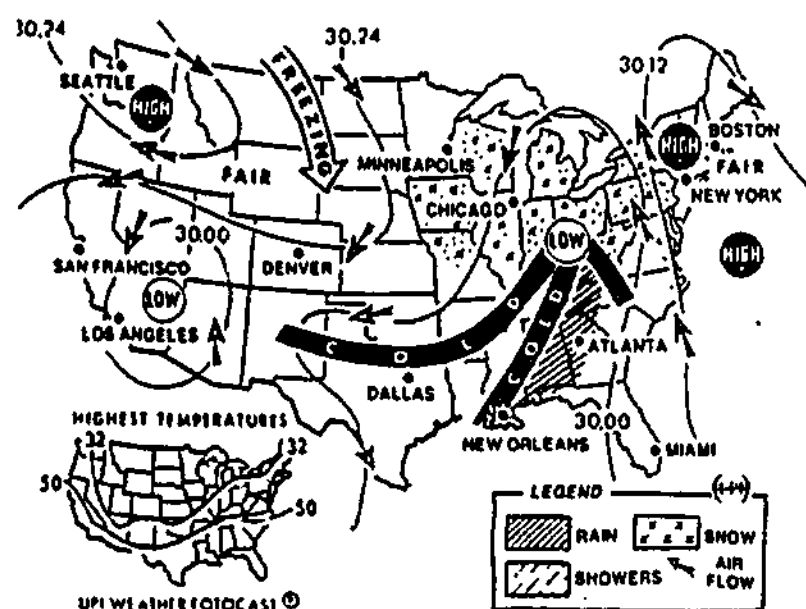 30.24
30.24
30.12
SEATTLE
HIGH
FREEZING
FAIR
MINNEAPOLIS
HIGH
BOSTON
FAIR
NEW YORK
CHICAGO
30.00
LOW
SAN FRANCISCO
DENVER
HIGH
LOW
LOS ANGELES
COLD
COLD
ATLANTA
DALLAS
30.00
NEW ORLEANS
MIAMI
HIGHEST TEMPERATURES
32
32
50
50
LEGEND
RAIN
SNOW
SHOWERS
AIR
FLOW
UPI WEATHER FOTOCAST ®